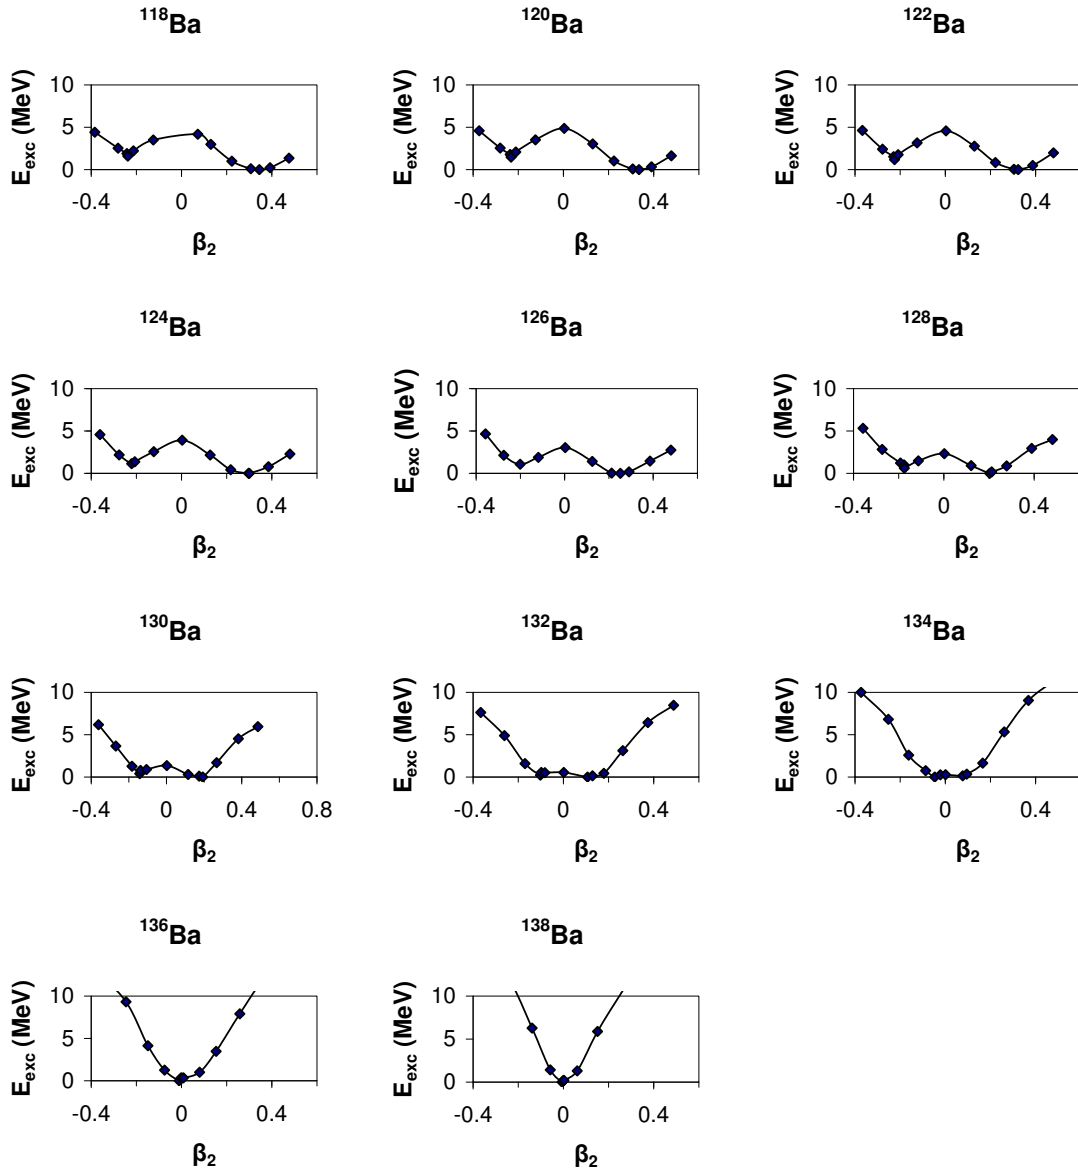 ¹¹⁸Ba ¹²⁰Ba ¹²²Ba
E_exc (MeV) 10 5 0 E_exc (MeV) 10 5 0 E_exc (MeV) 10 5 0
-0.4 0 0.4 -0.4 0 0.4 -0.4 0 0.4
β₂ β₂ β₂
¹²⁴Ba ¹²⁶Ba ¹²⁸Ba
E_exc (MeV) 10 5 0 E_exc (MeV) 10 5 0 E_exc (MeV) 10 5 0
-0.4 0 0.4 -0.4 0 0.4 -0.4 0 0.4
β₂ β₂ β₂
¹³⁰Ba ¹³²Ba ¹³⁴Ba
E_exc (MeV) 10 5 0 E_exc (MeV) 10 5 0 E_exc (MeV) 10 5 0
-0.4 0 0.4 0.8 -0.4 0 0.4 -0.4 0 0.4
β₂ β₂ β₂
¹³⁶Ba ¹³⁸Ba
E_exc (MeV) 10 5 0 E_exc (MeV) 10 5 0
-0.4 0 0.4 -0.4 0 0.4
β₂ β₂